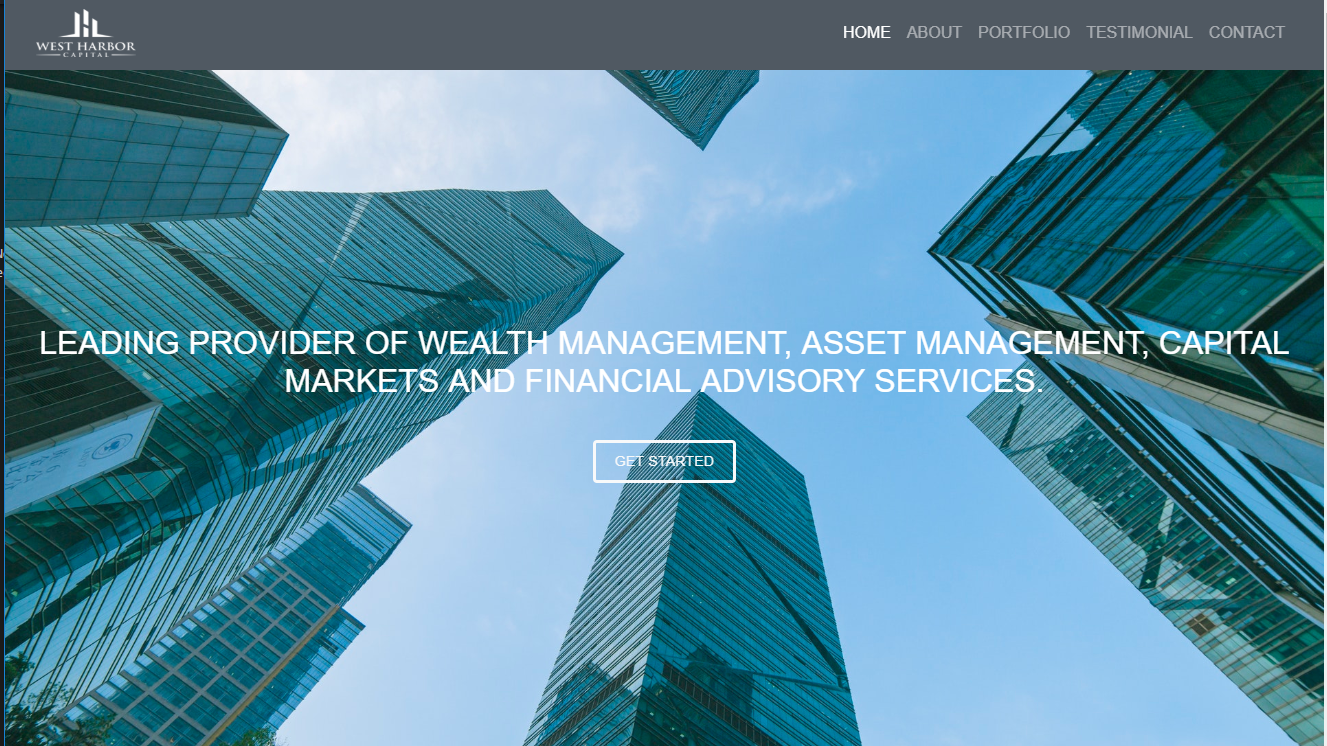 WEST HARBOR
CAPITAL
HOME ABOUT PORTFOLIO TESTIMONIAL CONTACT
LEADING PROVIDER OF WEALTH MANAGEMENT, ASSET MANAGEMENT, CAPITAL
MARKETS AND FINANCIAL ADVISORY SERVICES.
GET STARTED